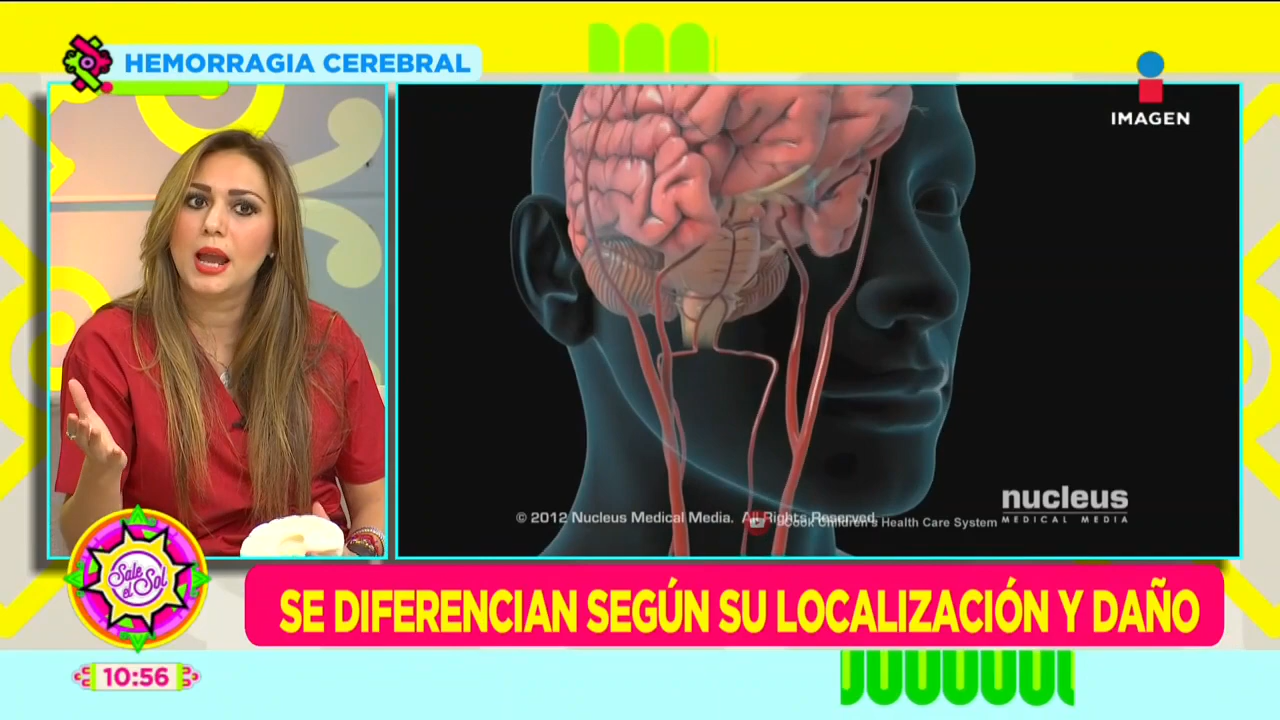 HEMORRAGIA CEREBRAL
IMAGEN
nucleus
MEDICAL MEDIA
© 2012 Nucleus Medical Media. All Rights Reserved.
Cook Children's Health Care System
SE DIFERENCIAN SEGÚN SU LOCALIZACIÓN Y DAÑO
Sale
el Sol
10:56